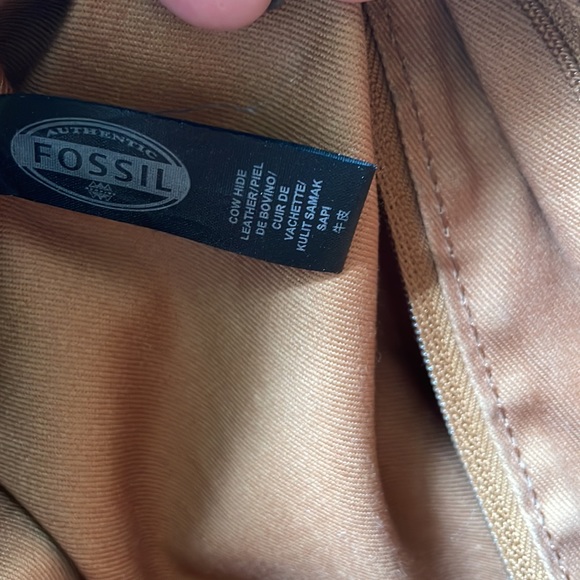 AUTHENTIC
FOSSIL
COW HIDE
LEATHER/PIEL
DE BOVINO/
CUIR DE
VACHETTE/
KULIT SAMAK
SAPI
牛皮